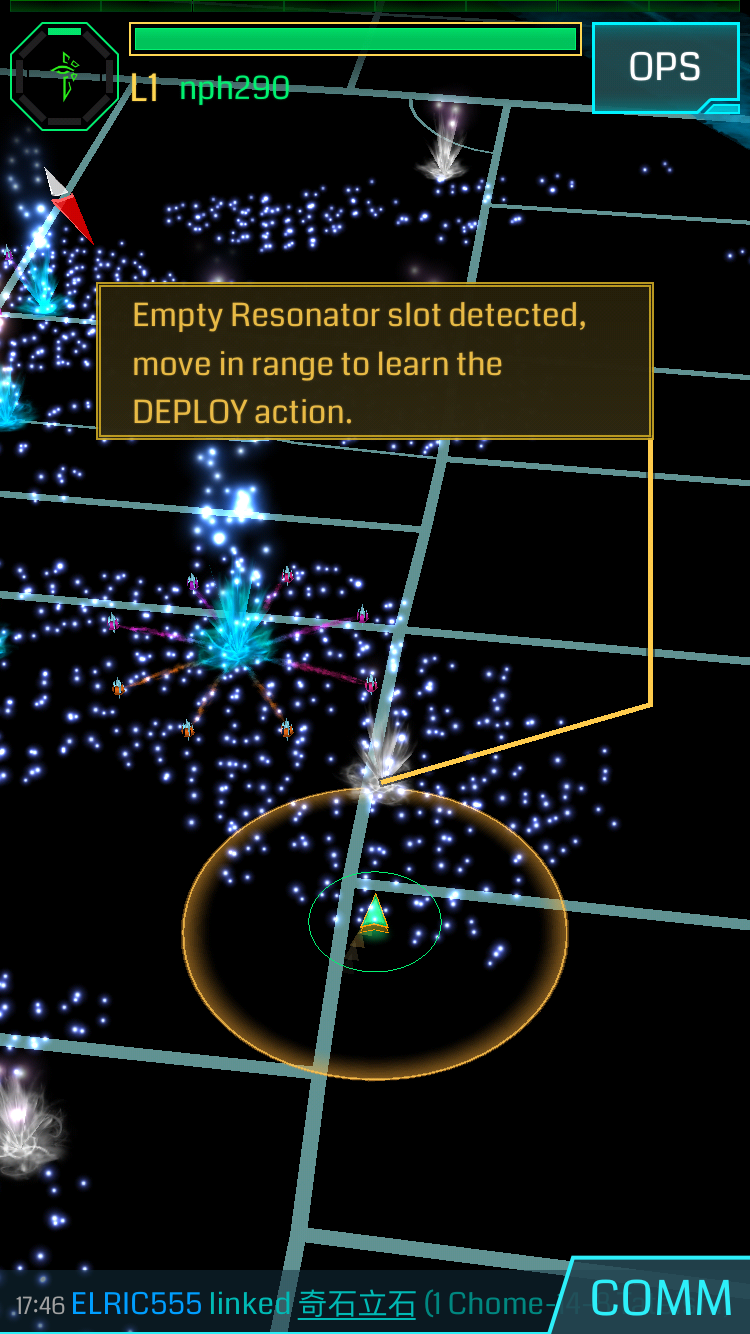 L1 nph290
OPS
Empty Resonator slot detected,
move in range to learn the
DEPLOY action.
17:46 ELRIC555 linked 奇石立石 (1 Chome-
COMM